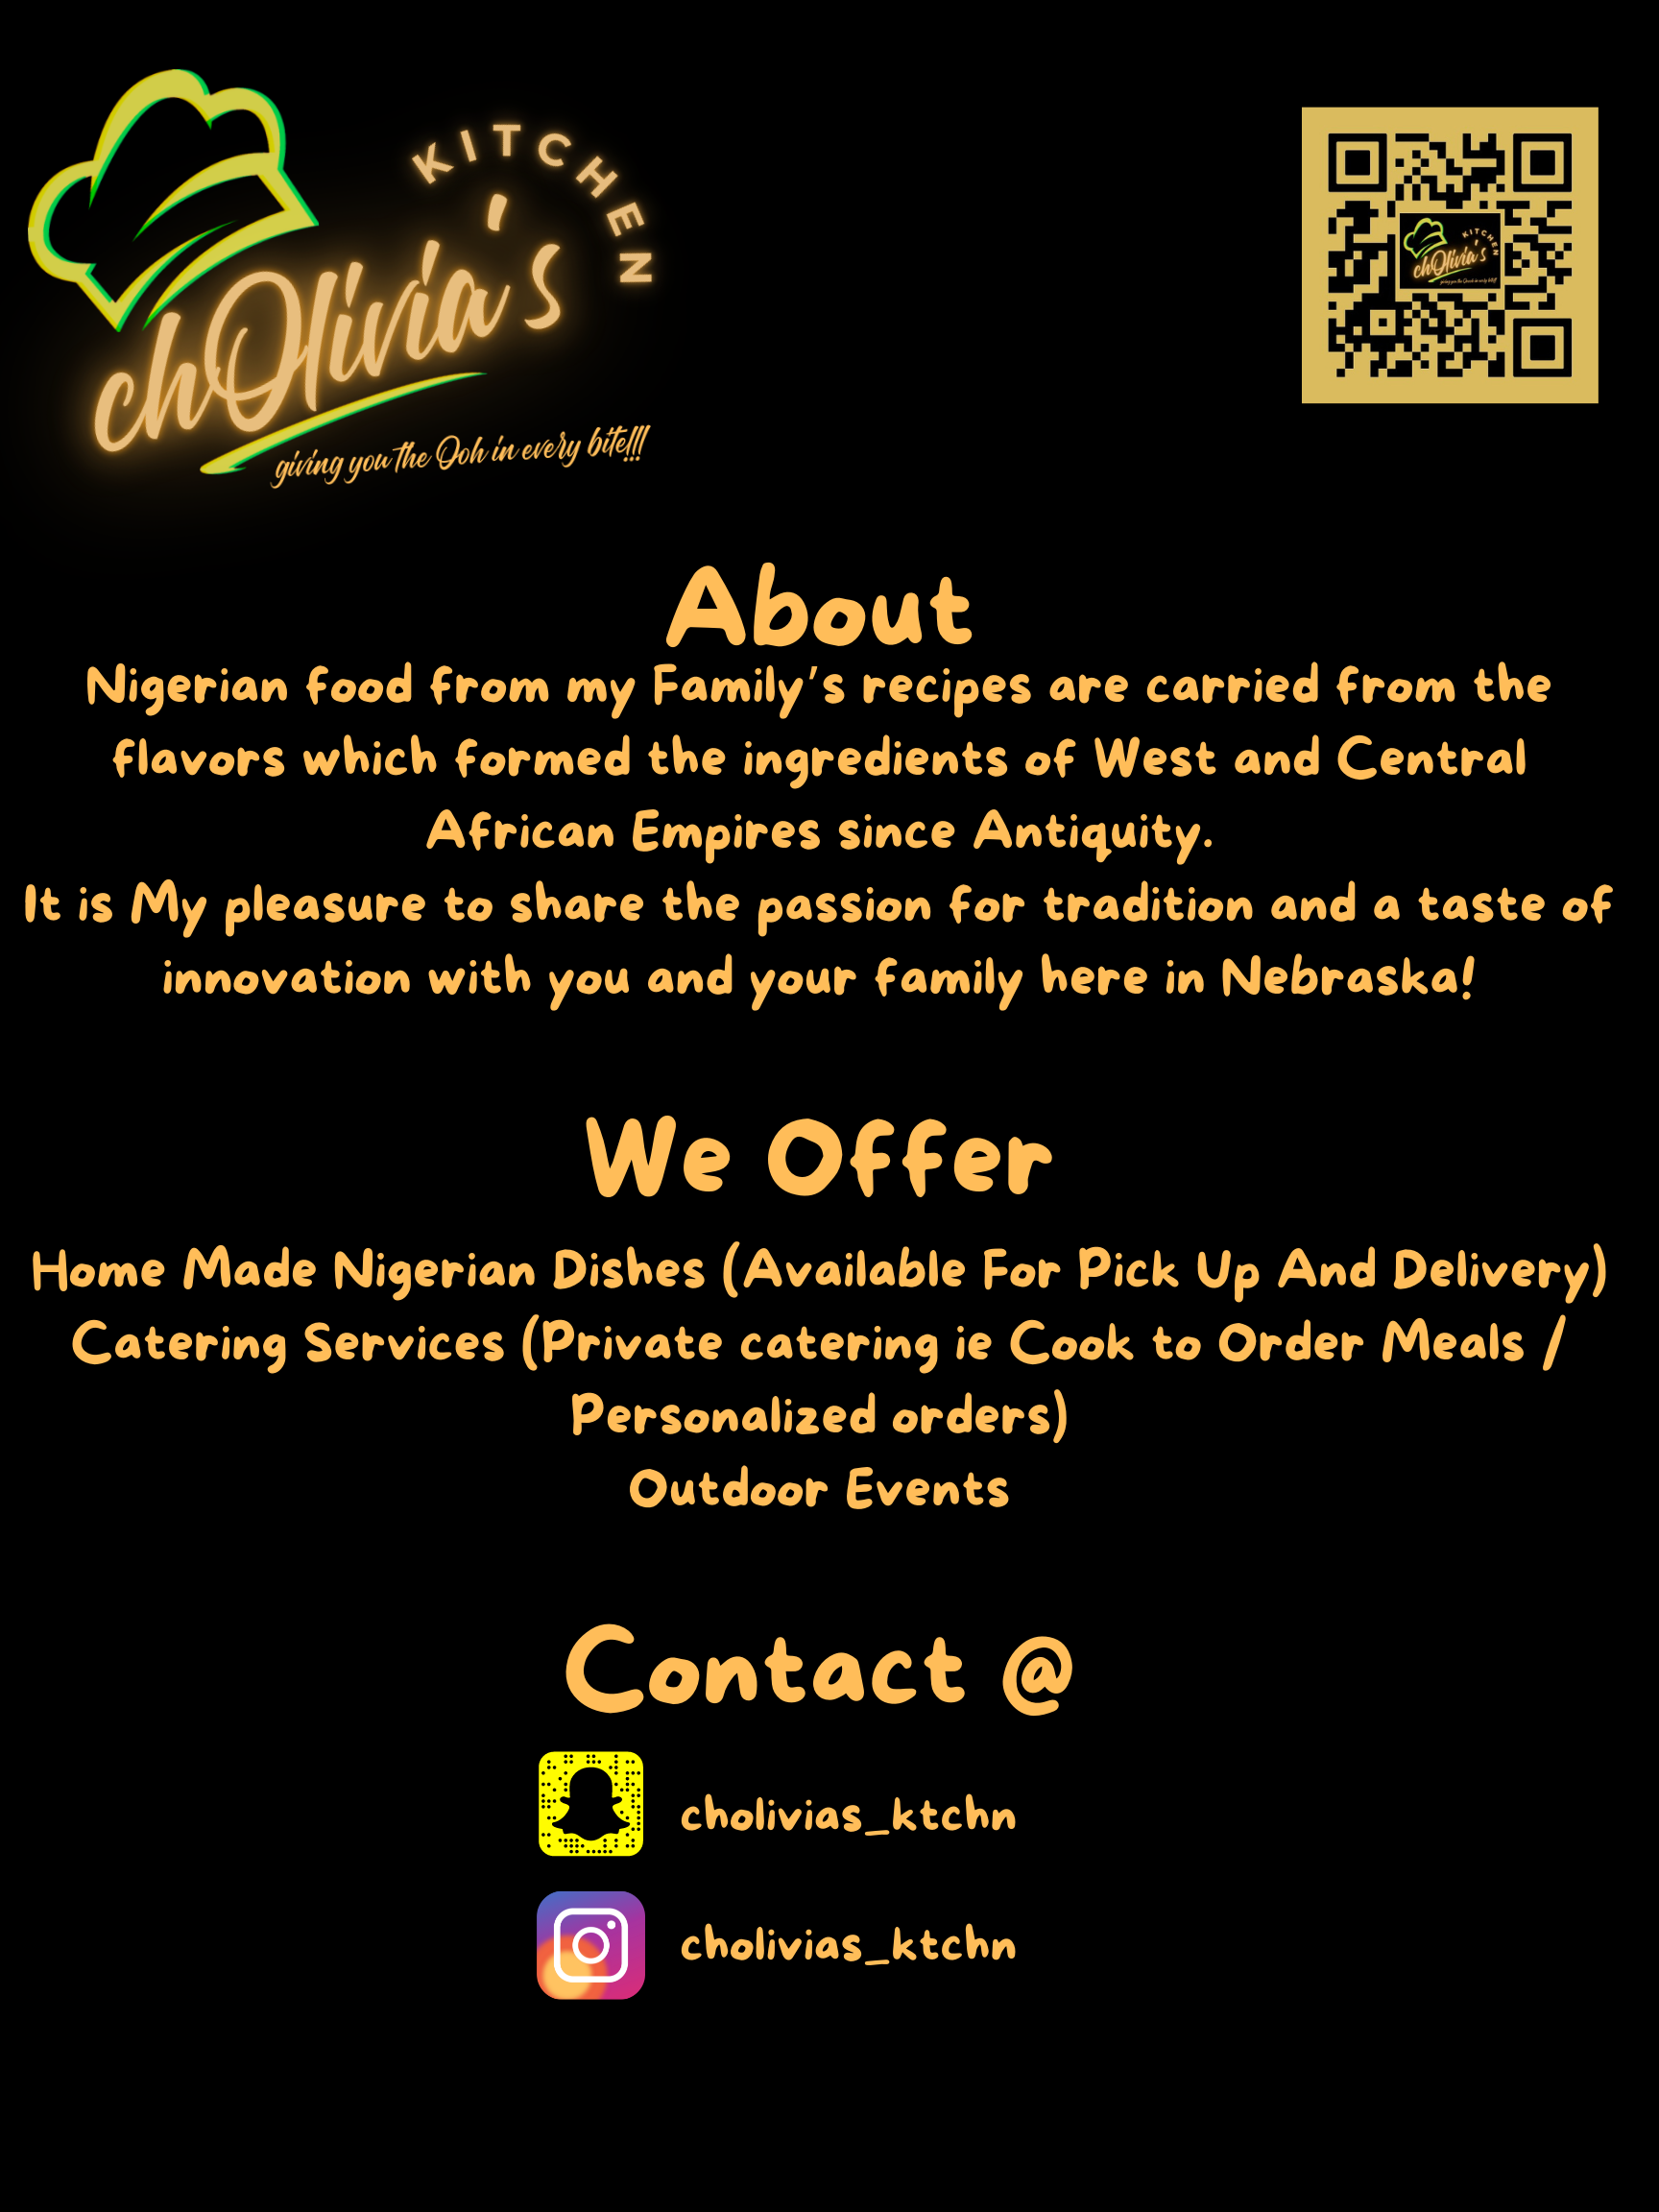 KITCHEN
chOlivia's
giving you the Ooh in every bite!!!
KITCHEN
chOlivia's
About
Nigerian food from my Family's recipes are carried from the
flavors which formed the ingredients of West and Central
African Empires since Antiquity.
It is My pleasure to share the passion for tradition and a taste of
innovation with you and your family here in Nebraska!
We Offer
Home Made Nigerian Dishes (Available For Pick Up And Delivery)
Catering Services (Private catering ie Cook to Order Meals /
Personalized orders)
Outdoor Events
Contact @
cholivias_ktchn
cholivias_ktchn